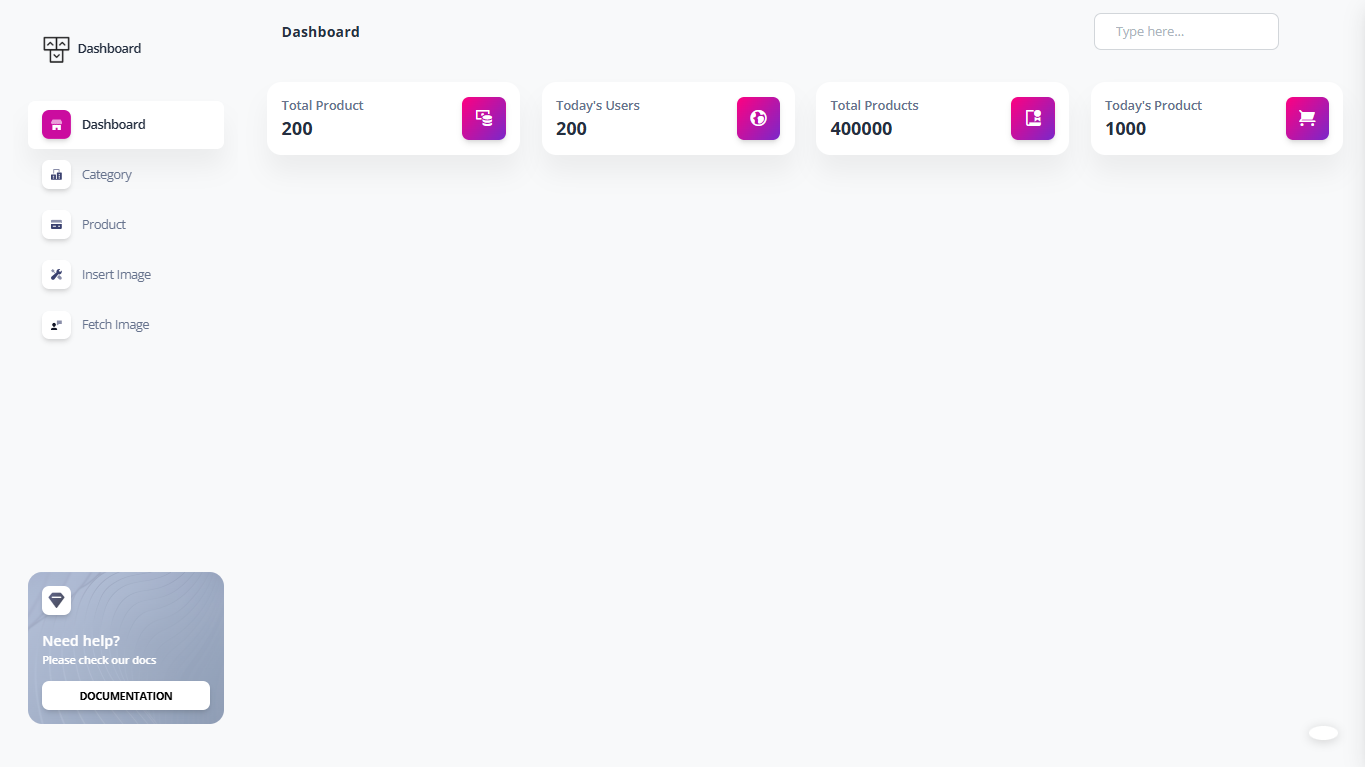 Dashboard
Dashboard
Category
Product
Insert Image
Fetch Image
Need help?
Please check our docs
DOCUMENTATION
Dashboard
Type here...
Total Product
200
Today's Users
200
Total Products
400000
Today's Product
1000